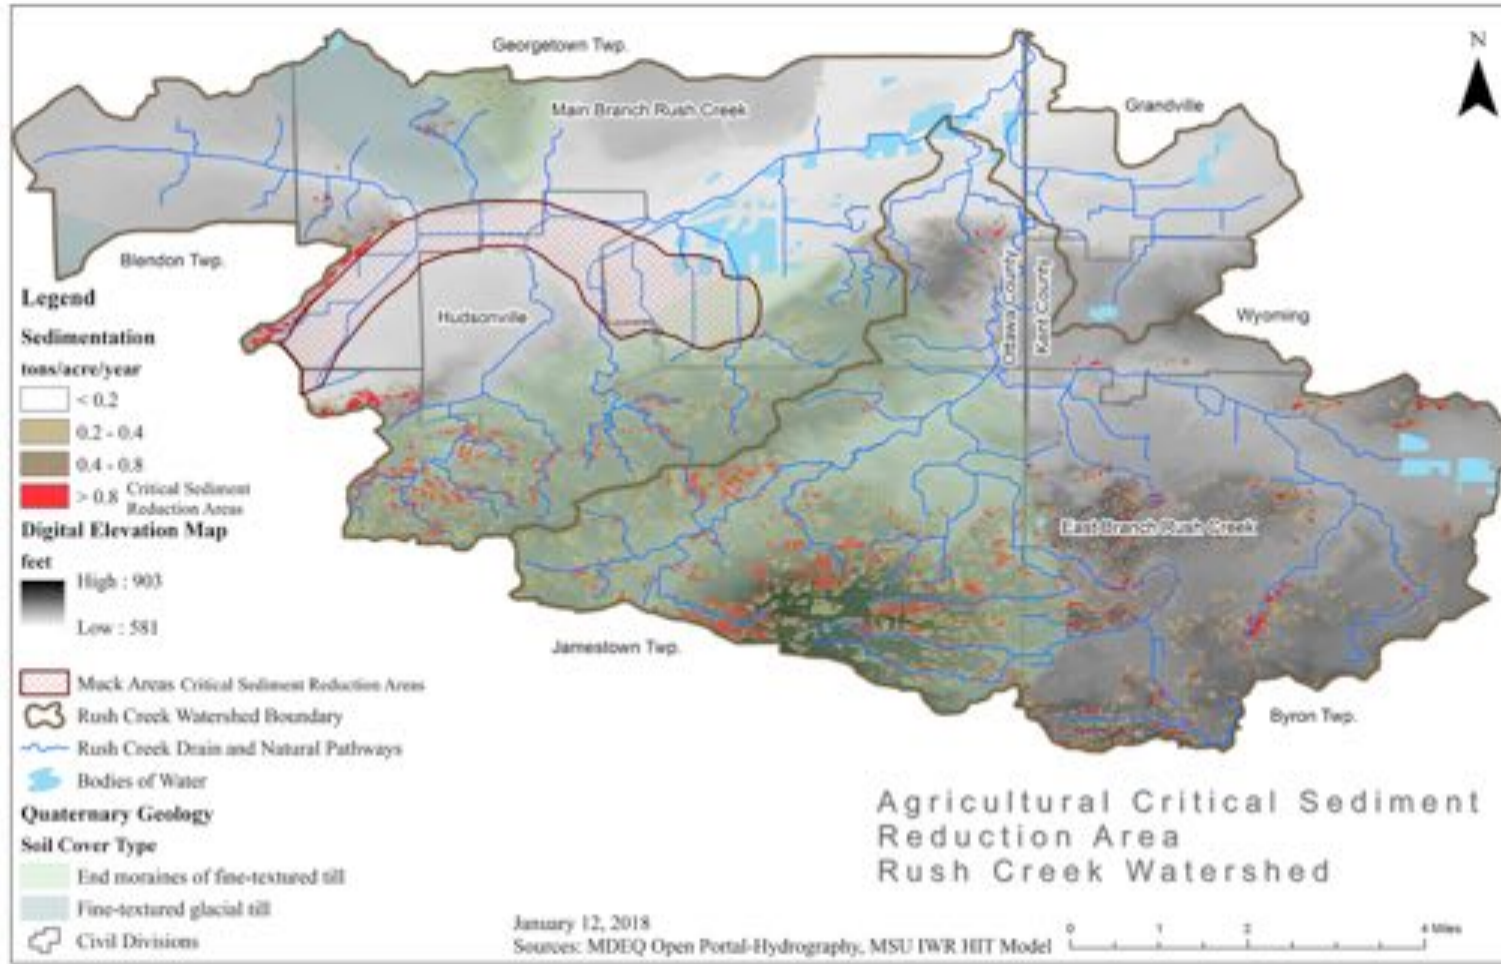 Georgetown Twp.
N
Main Branch Rush Creek
Grandville
Blendon Twp.
Ottawa County
Kent County
Hudsonville
Wyoming
East Branch Rush Creek
Jamestown Twp.
Byron Twp.
Legend
Sedimentation
tons/acre/year
< 0.2
0.2 - 0.4
0.4 - 0.8
> 0.8 Critical Sediment
Reduction Areas
Digital Elevation Map
feet
High : 903
Low : 581
Muck Areas Critical Sediment Reduction Areas
Rush Creek Watershed Boundary
Rush Creek Drain and Natural Pathways
Bodies of Water
Quaternary Geology
Soil Cover Type
End moraines of fine-textured till
Fine-textured glacial till
Civil Divisions
Agricultural Critical Sediment
Reduction Area
Rush Creek Watershed
January 12, 2018
Sources: MDEQ Open Portal-Hydrography, MSU IWR HIT Model
0 1 2 4 Miles